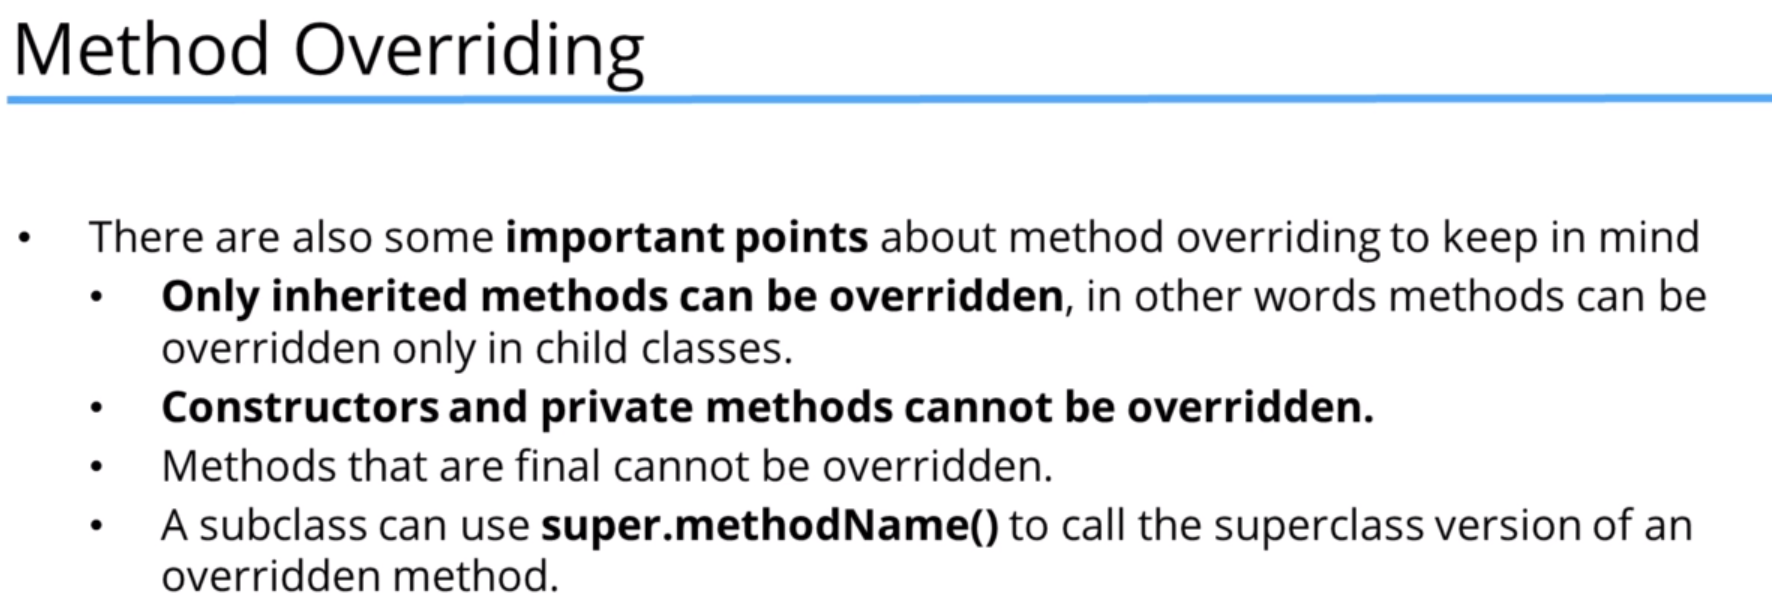 Method Overriding
• There are also some important points about method overriding to keep in mind
• Only inherited methods can be overridden, in other words methods can be
overridden only in child classes.
• Constructors and private methods cannot be overridden.
• Methods that are final cannot be overridden.
• A subclass can use super.methodName() to call the superclass version of an
overridden method.